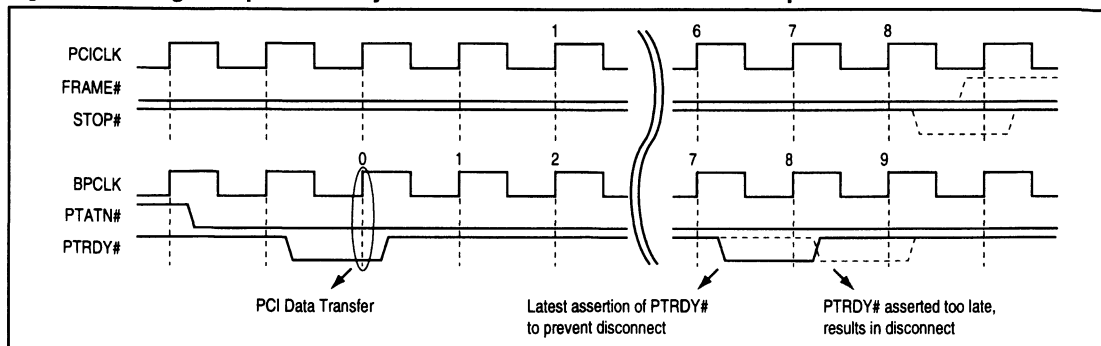 1 6 7 8
PCICLK
FRAME#
STOP#
0 1 2 7 8 9
BPCLK
PTATN#
PTRDY#
PCI Data Transfer
Latest assertion of PTRDY#
to prevent disconnect
PTRDY# asserted too late,
results in disconnect